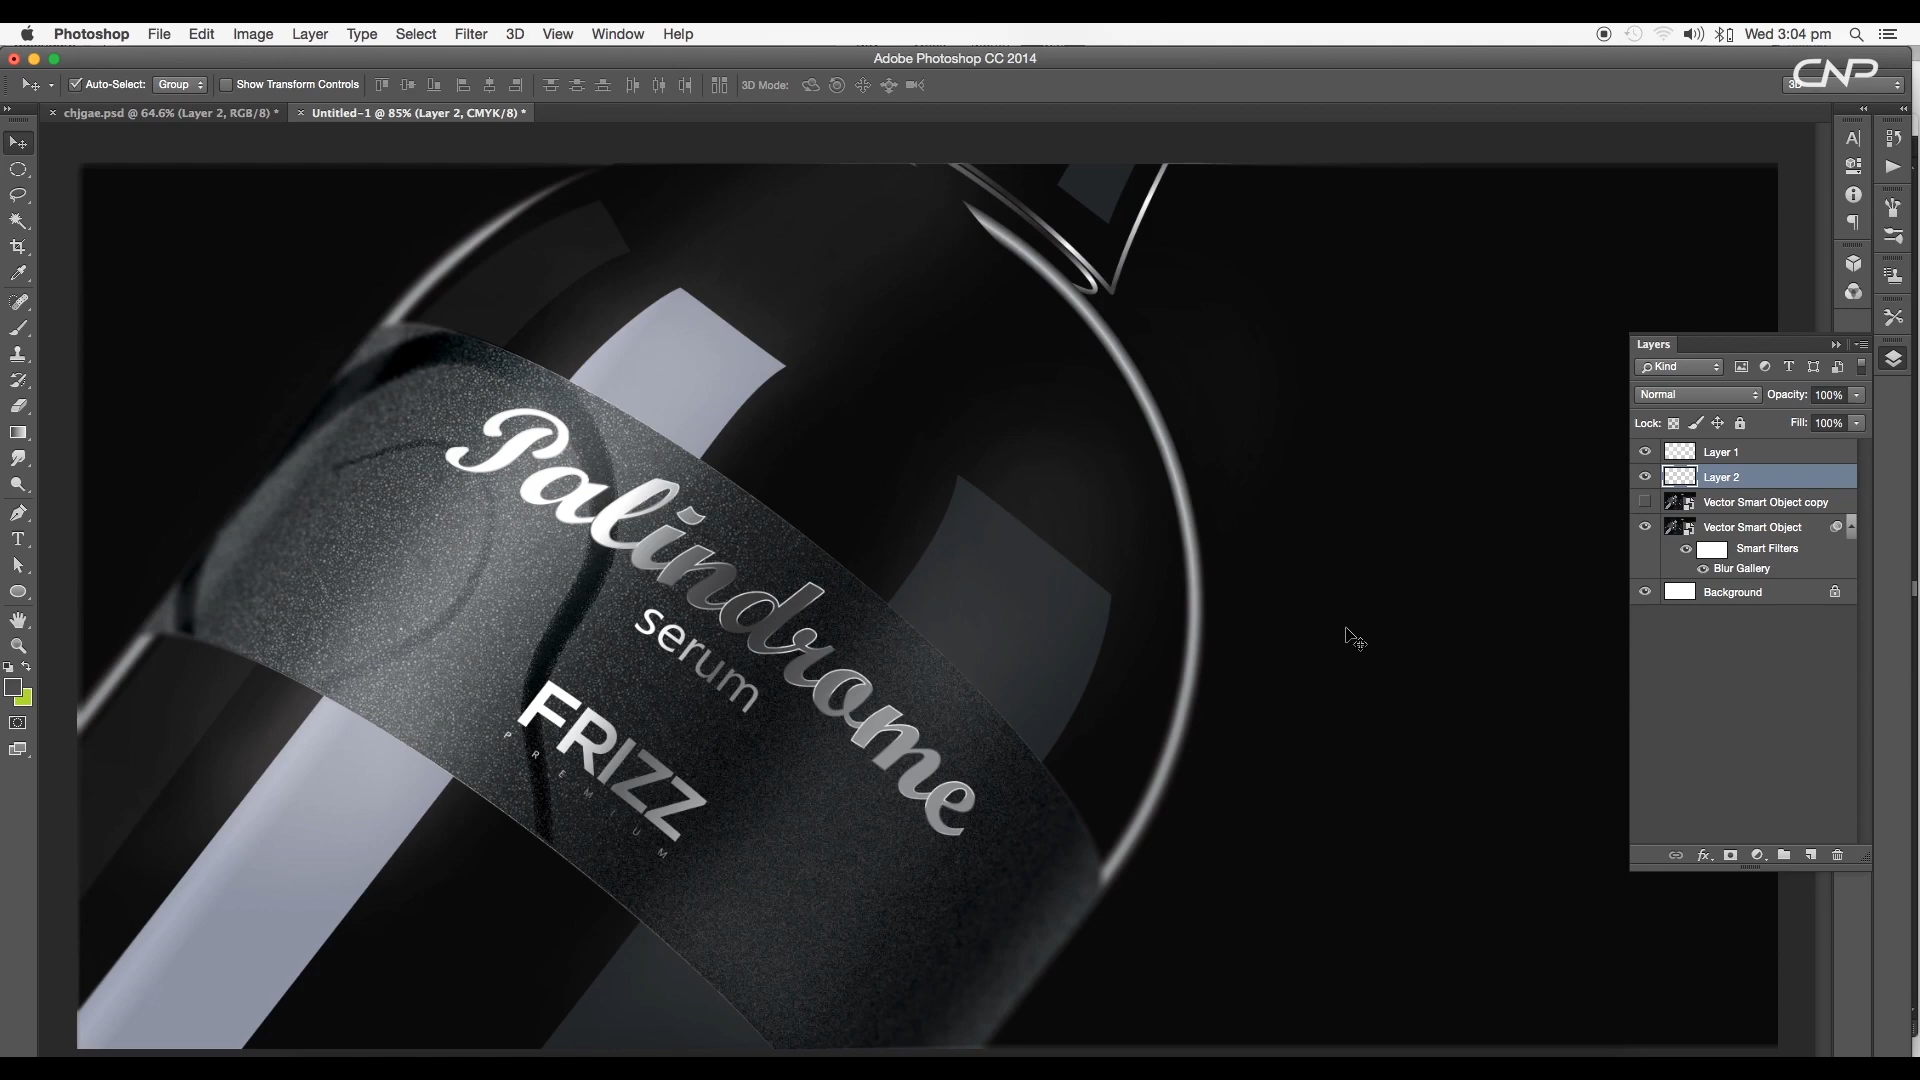 Photoshop File Edit Image Layer Type Select Filter 3D View Window Help Wed 3:04 pm
Adobe Photoshop CC 2014
Auto-Select: Group Show Transform Controls 3D Mode: 3D
CNP
× chjgae.psd @ 64.6% (Layer 2, RGB/8) * × Untitled-1 @ 85% (Layer 2, CMYK/8) *
Palindrome
serum
FRIZZ
PREMIUM
Layers
Kind
Normal Opacity: 100%
Lock: Fill: 100%
Layer 1
Layer 2
Vector Smart Object copy
Vector Smart Object
Smart Filters
Blur Gallery
Background